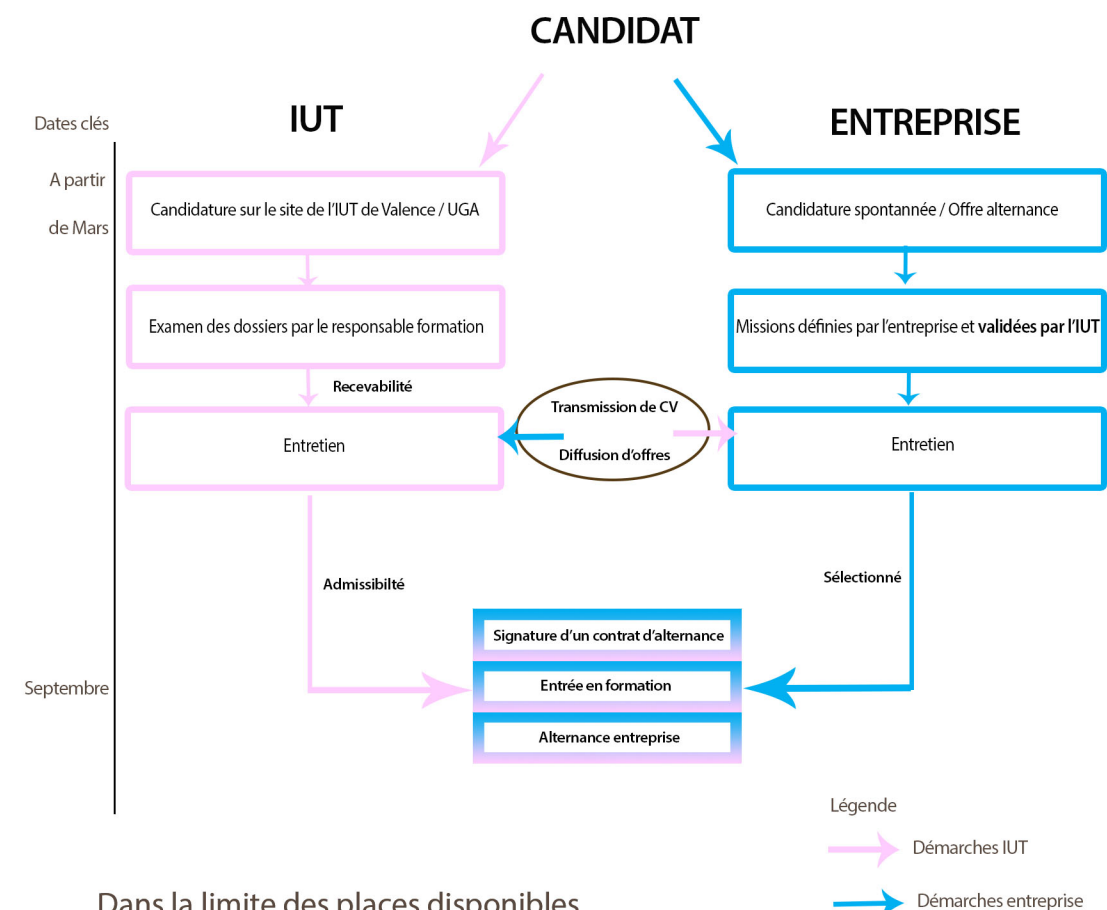 CANDIDAT
IUT
ENTREPRISE
Dates clés
A partir
de Mars
Candidature sur le site de l'IUT de Valence / UGA
Candidature spontannée / Offre alternance
Examen des dossiers par le responsable formation
Missions définies par l'entreprise et validées par l'IUT
Recevabilité
Transmission de CV
Diffusion d'offres
Entretien
Entretien
Admissibilté
Sélectionné
Signature d'un contrat d'alternance
Septembre
Entrée en formation
Alternance entreprise
Légende
Démarches IUT
Démarches entreprise
Dans la limite des places disponibles